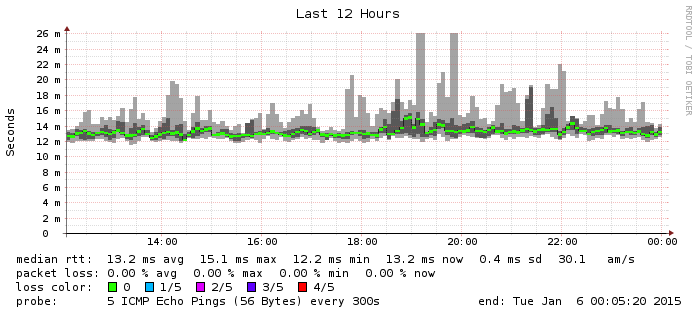 Last 12 Hours
RRDTOOL / TOBI OETIKER
Seconds
26 m
24 m
22 m
20 m
18 m
16 m
14 m
12 m
10 m
8 m
6 m
4 m
2 m
0
14:00 16:00 18:00 20:00 22:00 00:00
median rtt: 13.2 ms avg 15.1 ms max 12.2 ms min 13.2 ms now 0.4 ms sd 30.1 am/s
packet loss: 0.00 % avg 0.00 % max 0.00 % min 0.00 % now
loss color: 0 1/5 2/5 3/5 4/5
probe: 5 ICMP Echo Pings (56 Bytes) every 300s end: Tue Jan 6 00:05:20 2015